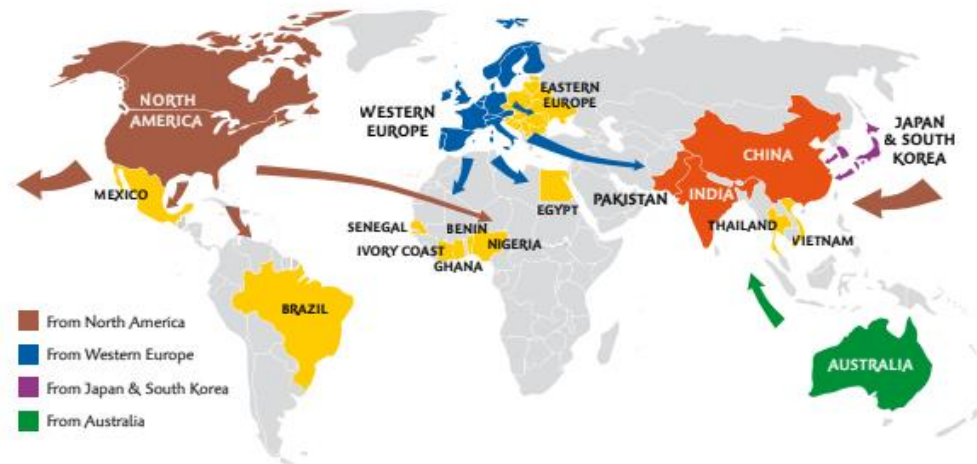 NORTH
AMERICA
WESTERN
EUROPE
EASTERN
EUROPE
JAPAN
& SOUTH
KOREA
CHINA
MEXICO
PAKISTAN
INDIA
EGYPT
SENEGAL
BENIN
THAILAND
IVORY COAST
NIGERIA
VIETNAM
GHANA
BRAZIL
AUSTRALIA
From North America
From Western Europe
From Japan & South Korea
From Australia